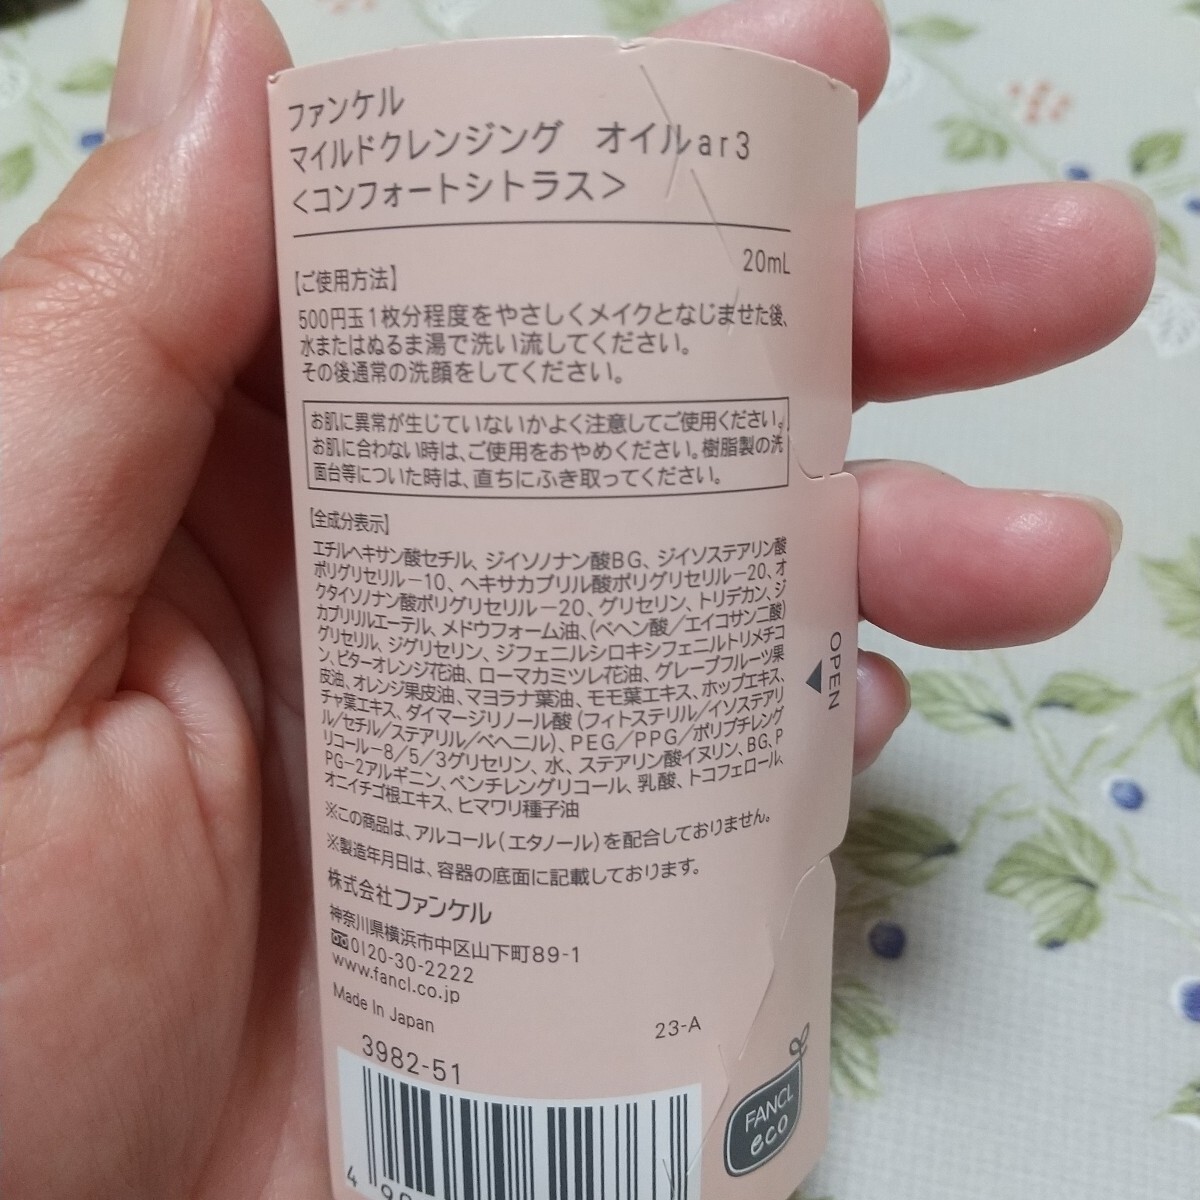 ファンケル
マイルドクレンジング オイルar3
<コンフォートシトラス>
20mL
【ご使用方法】
500円玉1枚分程度をやさしくメイクとなじませた後、
水またはぬるま湯で洗い流してください。
その後通常の洗顔をしてください。
お肌に異常が生じていないかよく注意してご使用ください。
お肌に合わない時は、ご使用をおやめください。樹脂製の洗
面台等についた時は、直ちにふき取ってください。
【全成分表示】
エチルヘキサン酸セチル、ジイソノナン酸BG、ジイソステアリン酸
ポリグリセリル-10、ヘキサカプリル酸ポリグリセリル-20、オ
クタイソノナン酸ポリグリセリル-20、グリセリン、トリデカン、ジ
カプリリルエーテル、メドウフォーム油、(ベヘン酸/エイコサン二酸)
グリセリル、ジグリセリン、ジフェニルシロキシフェニルトリメチコ
ン、ビターオレンジ花油、ローマカミツレ花油、グレープフルーツ果
皮油、オレンジ果皮油、マヨラナ葉油、モモ葉エキス、ホップエキス、
チャ葉エキス、ダイマージリノール酸(フィトステリル/イソステアリ
ル/セチル/ステアリル/ベヘニル)、PEG/PPG/ポリブチレング
リコール-8/5/3グリセリン、水、ステアリン酸イヌリン、BG、P
PG-2アルギニン、ペンチレングリコール、乳酸、トコフェロール、
オニイチゴ根エキス、ヒマワリ種子油
※この商品は、アルコール(エタノール)を配合しておりません。
※製造年月日は、容器の底面に記載しております。
株式会社ファンケル
神奈川県横浜市中区山下町89-1
0120-30-2222
www.fancl.co.jp
Made In Japan
23-A
3982-51
OPEN
FANCL
eco